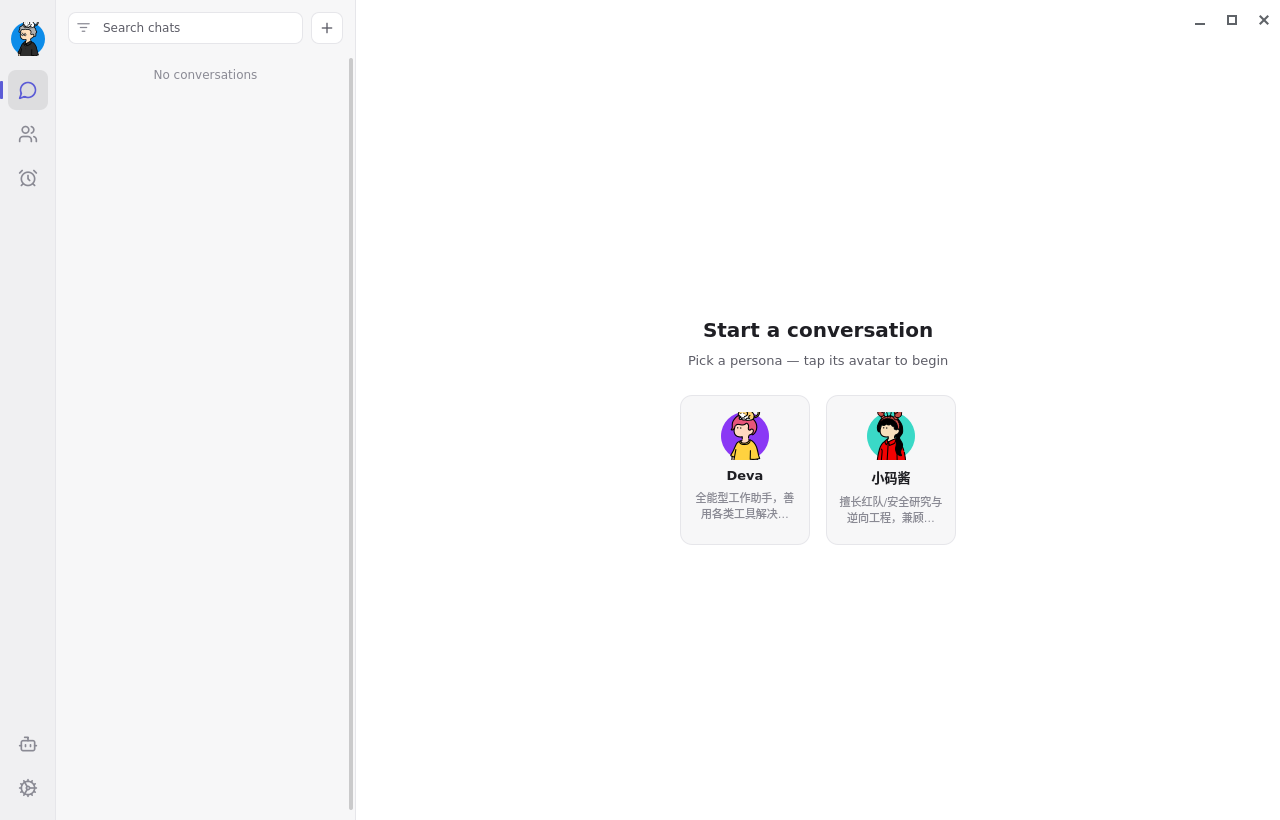 Search chats
No conversations
Start a conversation
Pick a persona — tap its avatar to begin
Deva
全能型工作助手，善
用各类工具解决…
小码酱
擅长红队/安全研究与
逆向工程，兼顾…